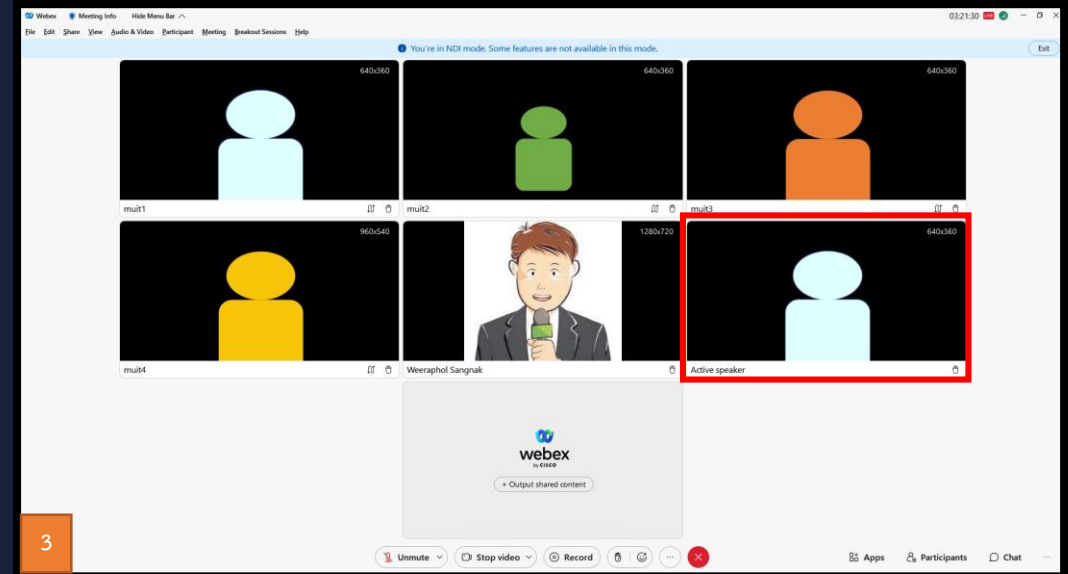 Webex Meeting Info Hide Menu Bar
03:21:30 LIVE
File Edit Share View Audio & Video Participant Meeting Breakout Sessions Help
You're in NDI mode. Some features are not available in this mode.
Exit
640x360
640x360
640x360
muit1
muit2
muit3
960x540
1280x720
640x360
muit4
Weeraphol Sangnak
Active speaker
webex
by CISCO
+ Output shared content
3
Unmute
Stop video
Record
Apps
Participants
Chat